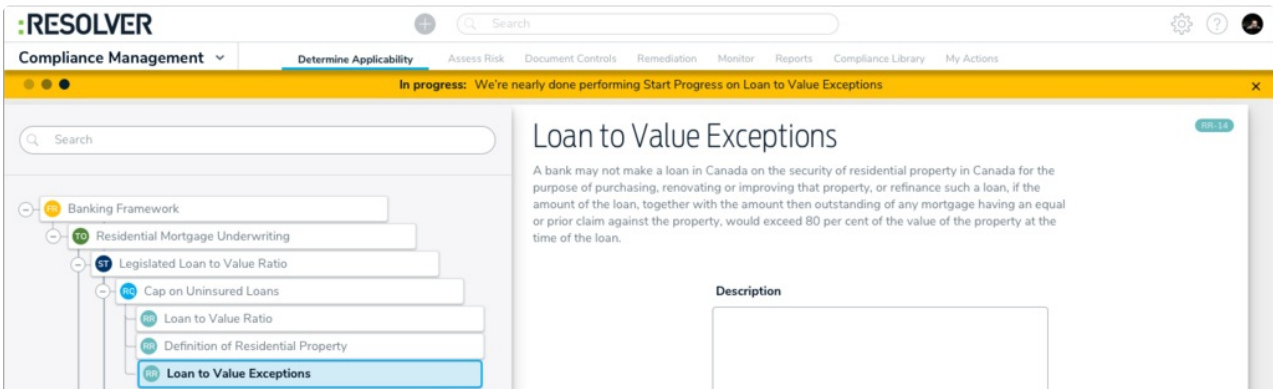 :RESOLVER
Search
Compliance Management
Determine Applicability Assess Risk Document Controls Remediation Monitor Reports Compliance Library My Actions
In progress: We're nearly done performing Start Progress on Loan to Value Exceptions
Search
FR Banking Framework
TO Residential Mortgage Underwriting
ST Legislated Loan to Value Ratio
RQ Cap on Uninsured Loans
RR Loan to Value Ratio
RR Definition of Residential Property
RR Loan to Value Exceptions
Loan to Value Exceptions
RR-14
A bank may not make a loan in Canada on the security of residential property in Canada for the
purpose of purchasing, renovating or improving that property, or refinance such a loan, if the
amount of the loan, together with the amount then outstanding of any mortgage having an equal
or prior claim against the property, would exceed 80 per cent of the value of the property at the
time of the loan.
Description